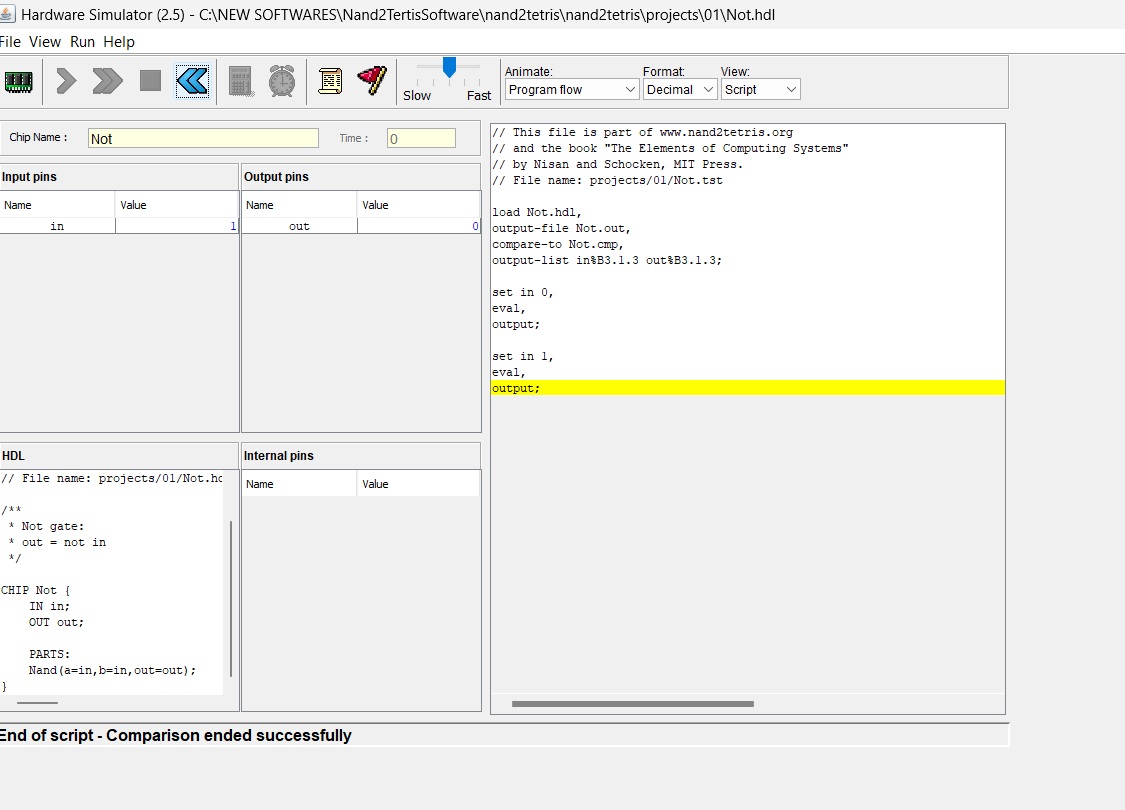 Hardware Simulator (2.5) - C:\NEW SOFTWARES\Nand2TertisSoftware\nand2tetris\nand2tetris\projects\01\Not.hdl
File View Run Help
Slow Fast
Animate: Format: View:
Program flow Decimal Script
Chip Name : Not Time : 0
Input pins
Name Value
in 1
Output pins
Name Value
out 0
HDL
// File name: projects/01/Not.hd
/**
* Not gate:
* out = not in
*/
CHIP Not {
IN in;
OUT out;
PARTS:
Nand(a=in,b=in,out=out);
}
Internal pins
Name Value
// This file is part of www.nand2tetris.org
// and the book "The Elements of Computing Systems"
// by Nisan and Schocken, MIT Press.
// File name: projects/01/Not.tst
load Not.hdl,
output-file Not.out,
compare-to Not.cmp,
output-list in%B3.1.3 out%B3.1.3;
set in 0,
eval,
output;
set in 1,
eval,
output;
End of script - Comparison ended successfully